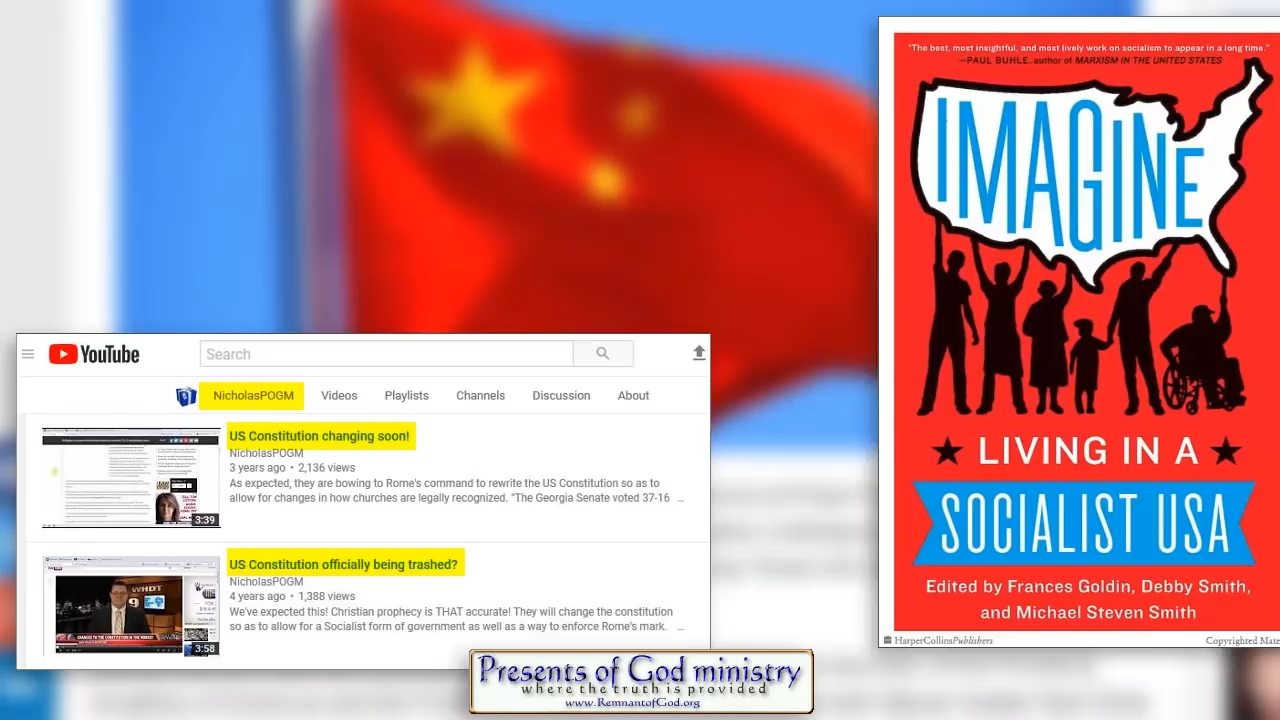 "The best, most insightful, and most lively work on socialism to appear in a long time."
—PAUL BUHLE, author of MARXISM IN THE UNITED STATES
IMAGINE
★ LIVING IN A ★
SOCIALIST USA
Edited by Frances Goldin, Debby Smith,
and Michael Steven Smith
HarperCollinsPublishers
Copyrighted Mate
YouTube
Search
NicholasPOGM Videos Playlists Channels Discussion About
US Constitution changing soon!
NicholasPOGM
3 years ago • 2,136 views
As expected, they are bowing to Rome's command to rewrite the US Constitution so as to
allow for changes in how churches are legally recognized. "The Georgia Senate voted 37-16 ...
3:39
US Constitution officially being trashed?
NicholasPOGM
4 years ago • 1,388 views
We've expected this! Christian prophecy is THAT accurate! They will change the constitution
so as to allow for a Socialist form of government as well as a way to enforce Rome's mark. ...
WHDT
9
3:58
Presents of God ministry
where the truth is provided
www.RemnantofGod.org